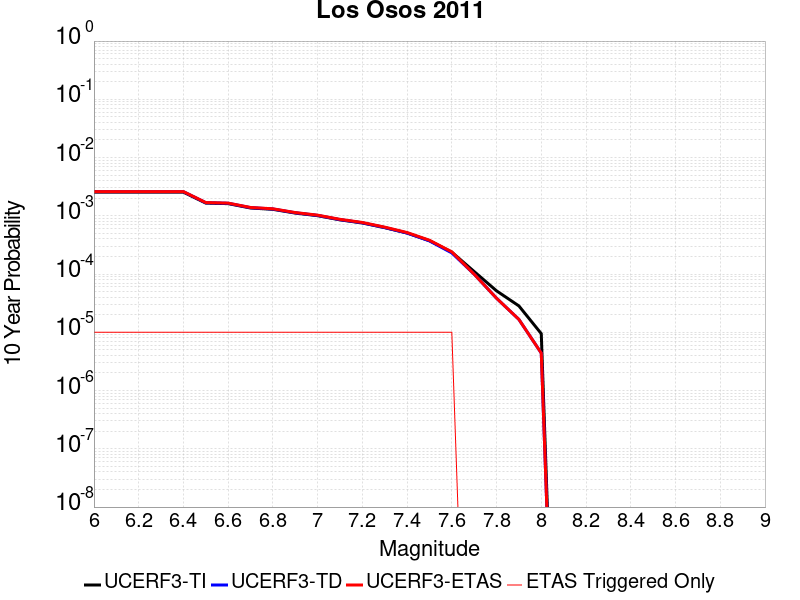 Los Osos 2011
10 0
10 -1
10 -2
10 -3
10 -4
10 -5
10 -6
10 -7
10 -8
10 Year Probability
6 6.2 6.4 6.6 6.8 7 7.2 7.4 7.6 7.8 8 8.2 8.4 8.6 8.8 9
Magnitude
UCERF3-TI UCERF3-TD UCERF3-ETAS ETAS Triggered Only